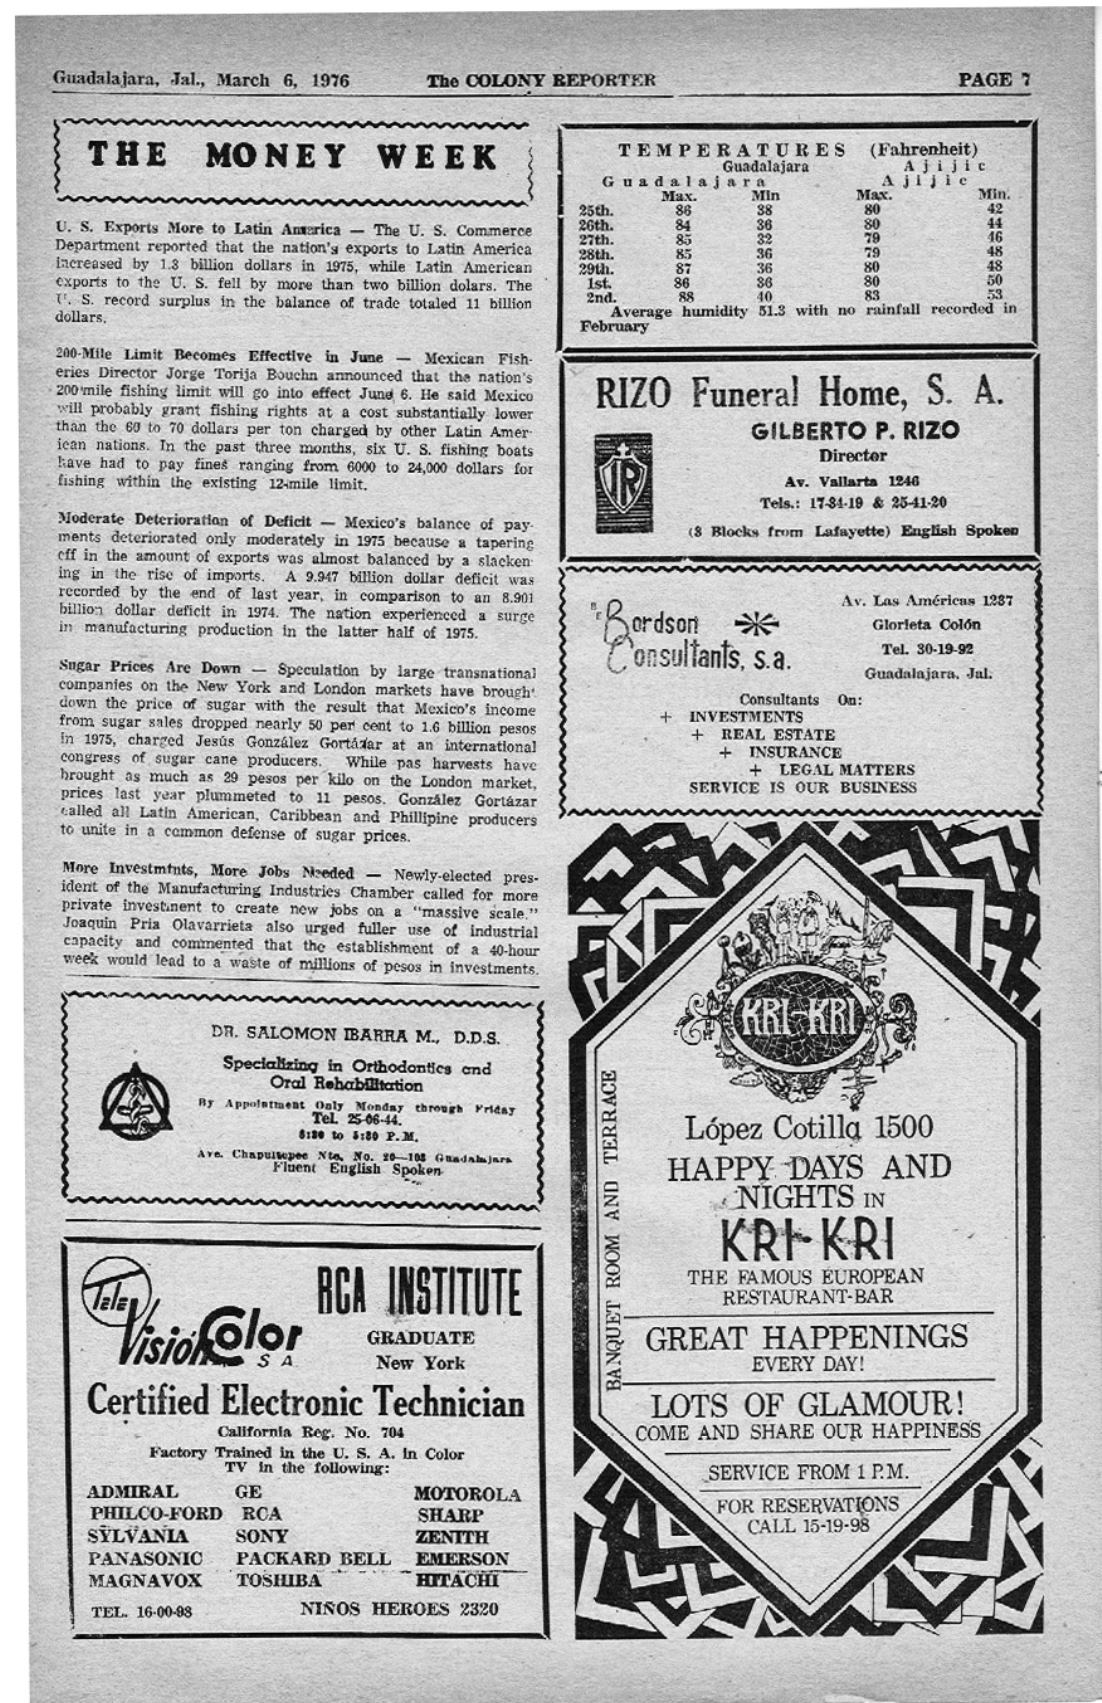 Guadalajara, Jal., March 6, 1976 The COLONY REPORTER PAGE 7
THE MONEY WEEK
U. S. Exports More to Latin America — The U. S. Commerce
Department reported that the nation's exports to Latin America
increased by 1.3 billion dollars in 1975, while Latin American
exports to the U. S. fell by more than two billion dolars. The
U. S. record surplus in the balance of trade totaled 11 billion
dollars.
200-Mile Limit Becomes Effective in June — Mexican Fish-
eries Director Jorge Torija Bouchn announced that the nation's
200 mile fishing limit will go into effect June 6. He said Mexico
will probably grant fishing rights at a cost substantially lower
than the 60 to 70 dollars per ton charged by other Latin Amer-
ican nations. In the past three months, six U. S. fishing boats
have had to pay fines ranging from 6000 to 24,000 dollars for
fishing within the existing 12-mile limit.
Moderate Deterioration of Deficit — Mexico's balance of pay-
ments deteriorated only moderately in 1975 because a tapering
off in the amount of exports was almost balanced by a slacken-
ing in the rise of imports. A 9.947 billion dollar deficit was
recorded by the end of last year, in comparison to an 8.901
billion dollar deficit in 1974. The nation experienced a surge
in manufacturing production in the latter half of 1975.
Sugar Prices Are Down — Speculation by large transnational
companies on the New York and London markets have brough'
down the price of sugar with the result that Mexico's income
from sugar sales dropped nearly 50 per cent to 1.6 billion pesos
in 1975, charged Jesús González Gortázar at an international
congress of sugar cane producers. While pas harvests have
brought as much as 29 pesos per kilo on the London market,
prices last year plummeted to 11 pesos. González Gortázar
called all Latin American, Caribbean and Phillipine producers
to unite in a common defense of sugar prices.
More Investmtnts, More Jobs Needed — Newly-elected pres-
ident of the Manufacturing Industries Chamber called for more
private investment to create new jobs on a "massive scale."
Joaquin Pria Olavarrieta also urged fuller use of industrial
capacity and commented that the establishment of a 40-hour
week would lead to a waste of millions of pesos in investments.
DR. SALOMON IBARRA M., D.D.S.
Specializing in Orthodontics and
Oral Rehabilitation
By Appointment Only Monday through Friday
Tel. 25-06-44.
8:30 to 5:30 P.M.
Ave. Chapultepec Nte. No. 20—103 Guadalajara
Fluent English Spoken
Tele
Visión Color
S A
RCA INSTITUTE
GRADUATE
New York
Certified Electronic Technician
California Reg. No. 704
Factory Trained in the U. S. A. in Color
TV in the following:
ADMIRAL GE MOTOROLA
PHILCO-FORD RCA SHARP
SYLVANIA SONY ZENITH
PANASONIC PACKARD BELL EMERSON
MAGNAVOX TOSHIBA HITACHI
TEL. 16-00-98 NIÑOS HEROES 2320
TEMPERATURES (Fahrenheit)
Guadalajara Ajijic
Guadalajara Ajijic
Max. Min Max. Min.
25th. 86 38 80 42
26th. 84 36 80 44
27th. 85 32 79 46
28th. 85 36 79 48
29th. 87 36 80 48
1st. 86 36 80 50
2nd. 88 40 83 53
Average humidity 51.3 with no rainfall recorded in
February
RIZO Funeral Home, S. A.
GILBERTO P. RIZO
Director
IR
Av. Vallarta 1246
Tels.: 17-34-19 & 25-41-20
(3 Blocks from Lafayette) English Spoken
Bordson
Consultants, s.a.
Av. Las Américas 1287
Glorieta Colón
Tel. 30-19-92
Guadalajara, Jal.
Consultants On:
+ INVESTMENTS
+ REAL ESTATE
+ INSURANCE
+ LEGAL MATTERS
SERVICE IS OUR BUSINESS
KRI-KRI
BANQUET ROOM AND TERRACE
López Cotilla 1500
HAPPY DAYS AND
NIGHTS IN
KRI-KRI
THE FAMOUS EUROPEAN
RESTAURANT-BAR
GREAT HAPPENINGS
EVERY DAY!
LOTS OF GLAMOUR!
COME AND SHARE OUR HAPPINESS
SERVICE FROM 1 P.M.
FOR RESERVATIONS
CALL 15-19-98